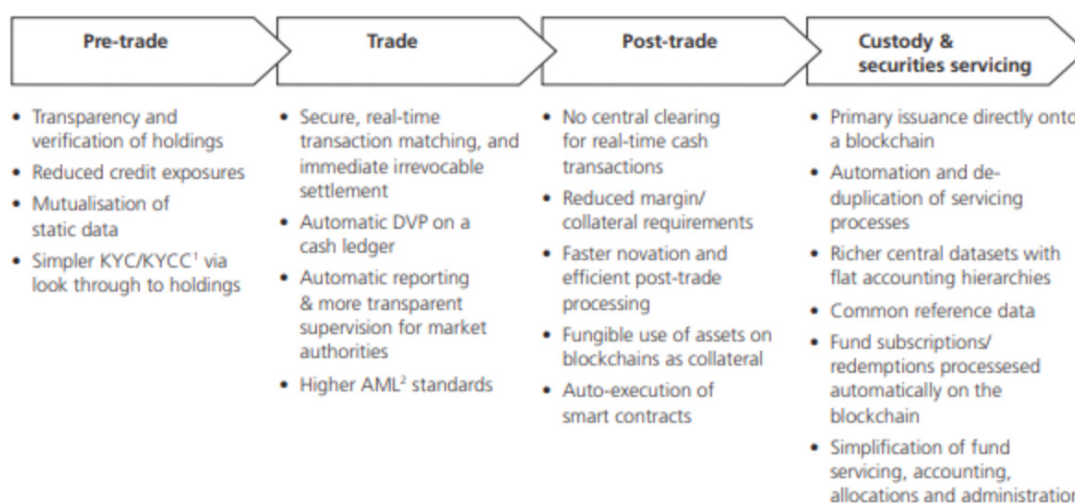 Pre-trade
Trade
Post-trade
Custody &
securities servicing
• Transparency and
verification of holdings
• Reduced credit exposures
• Mutualisation of
static data
• Simpler KYC/KYCC¹ via
look through to holdings
• Secure, real-time
transaction matching, and
immediate irrevocable
settlement
• Automatic DVP on a
cash ledger
• Automatic reporting
& more transparent
supervision for market
authorities
• Higher AML² standards
• No central clearing
for real-time cash
transactions
• Reduced margin/
collateral requirements
• Faster novation and
efficient post-trade
processing
• Fungible use of assets on
blockchains as collateral
• Auto-execution of
smart contracts
• Primary issuance directly onto
a blockchain
• Automation and de-
duplication of servicing
processes
• Richer central datasets with
flat accounting hierarchies
• Common reference data
• Fund subscriptions/
redemptions processesed
automatically on the
blockchain
• Simplification of fund
servicing, accounting,
allocations and administration